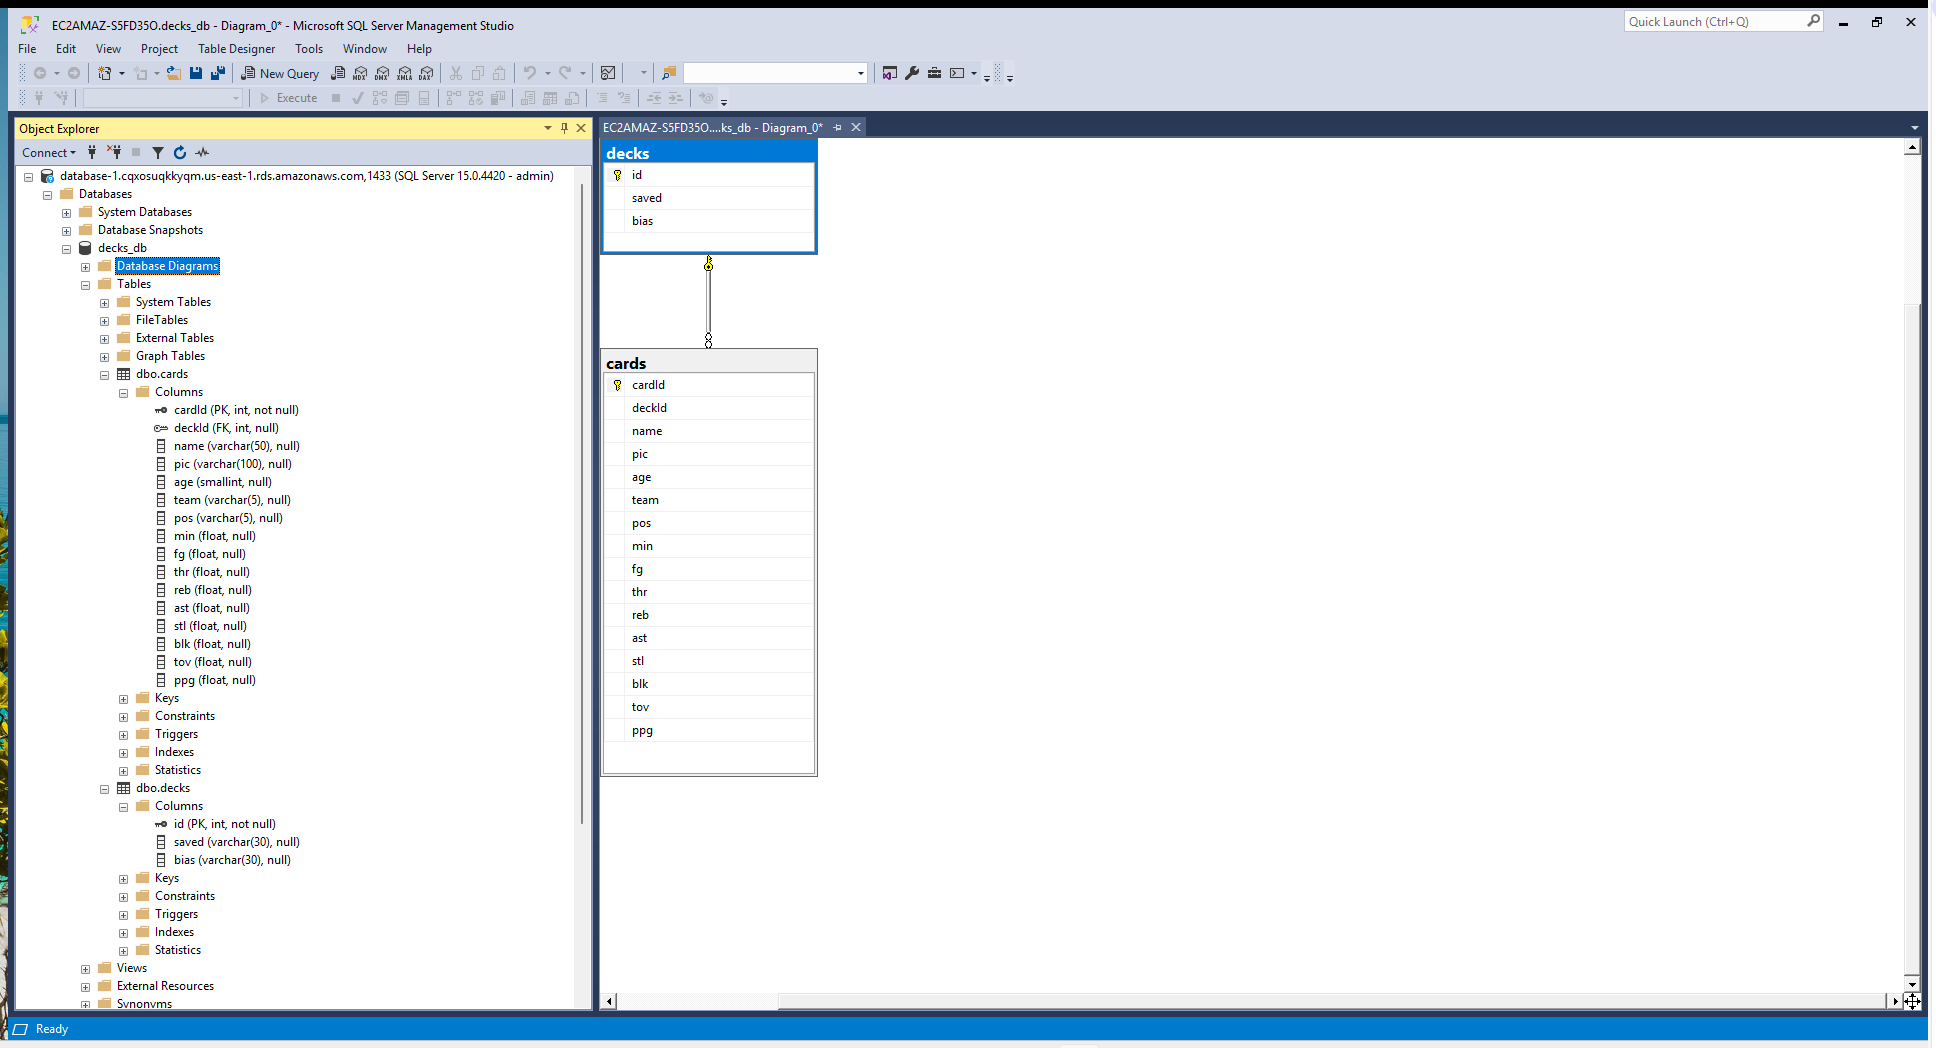 EC2AMAZ-S5FD35O.decks_db - Diagram_0* - Microsoft SQL Server Management Studio
Quick Launch (Ctrl+Q)
File Edit View Project Table Designer Tools Window Help
New Query
MDX DMX XMLA DAX
Execute
Object Explorer
Connect
database-1.cqxosuqkkyqm.us-east-1.rds.amazonaws.com,1433 (SQL Server 15.0.4420 - admin)
Databases
System Databases
Database Snapshots
decks_db
Database Diagrams
Tables
System Tables
FileTables
External Tables
Graph Tables
dbo.cards
Columns
cardId (PK, int, not null)
deckId (FK, int, null)
name (varchar(50), null)
pic (varchar(100), null)
age (smallint, null)
team (varchar(5), null)
pos (varchar(5), null)
min (float, null)
fg (float, null)
thr (float, null)
reb (float, null)
ast (float, null)
stl (float, null)
blk (float, null)
tov (float, null)
ppg (float, null)
Keys
Constraints
Triggers
Indexes
Statistics
dbo.decks
Columns
id (PK, int, not null)
saved (varchar(30), null)
bias (varchar(30), null)
Keys
Constraints
Triggers
Indexes
Statistics
Views
External Resources
Synonyms
EC2AMAZ-S5FD35O....ks_db - Diagram_0*
decks
id
saved
bias
cards
cardId
deckId
name
pic
age
team
pos
min
fg
thr
reb
ast
stl
blk
tov
ppg
Ready